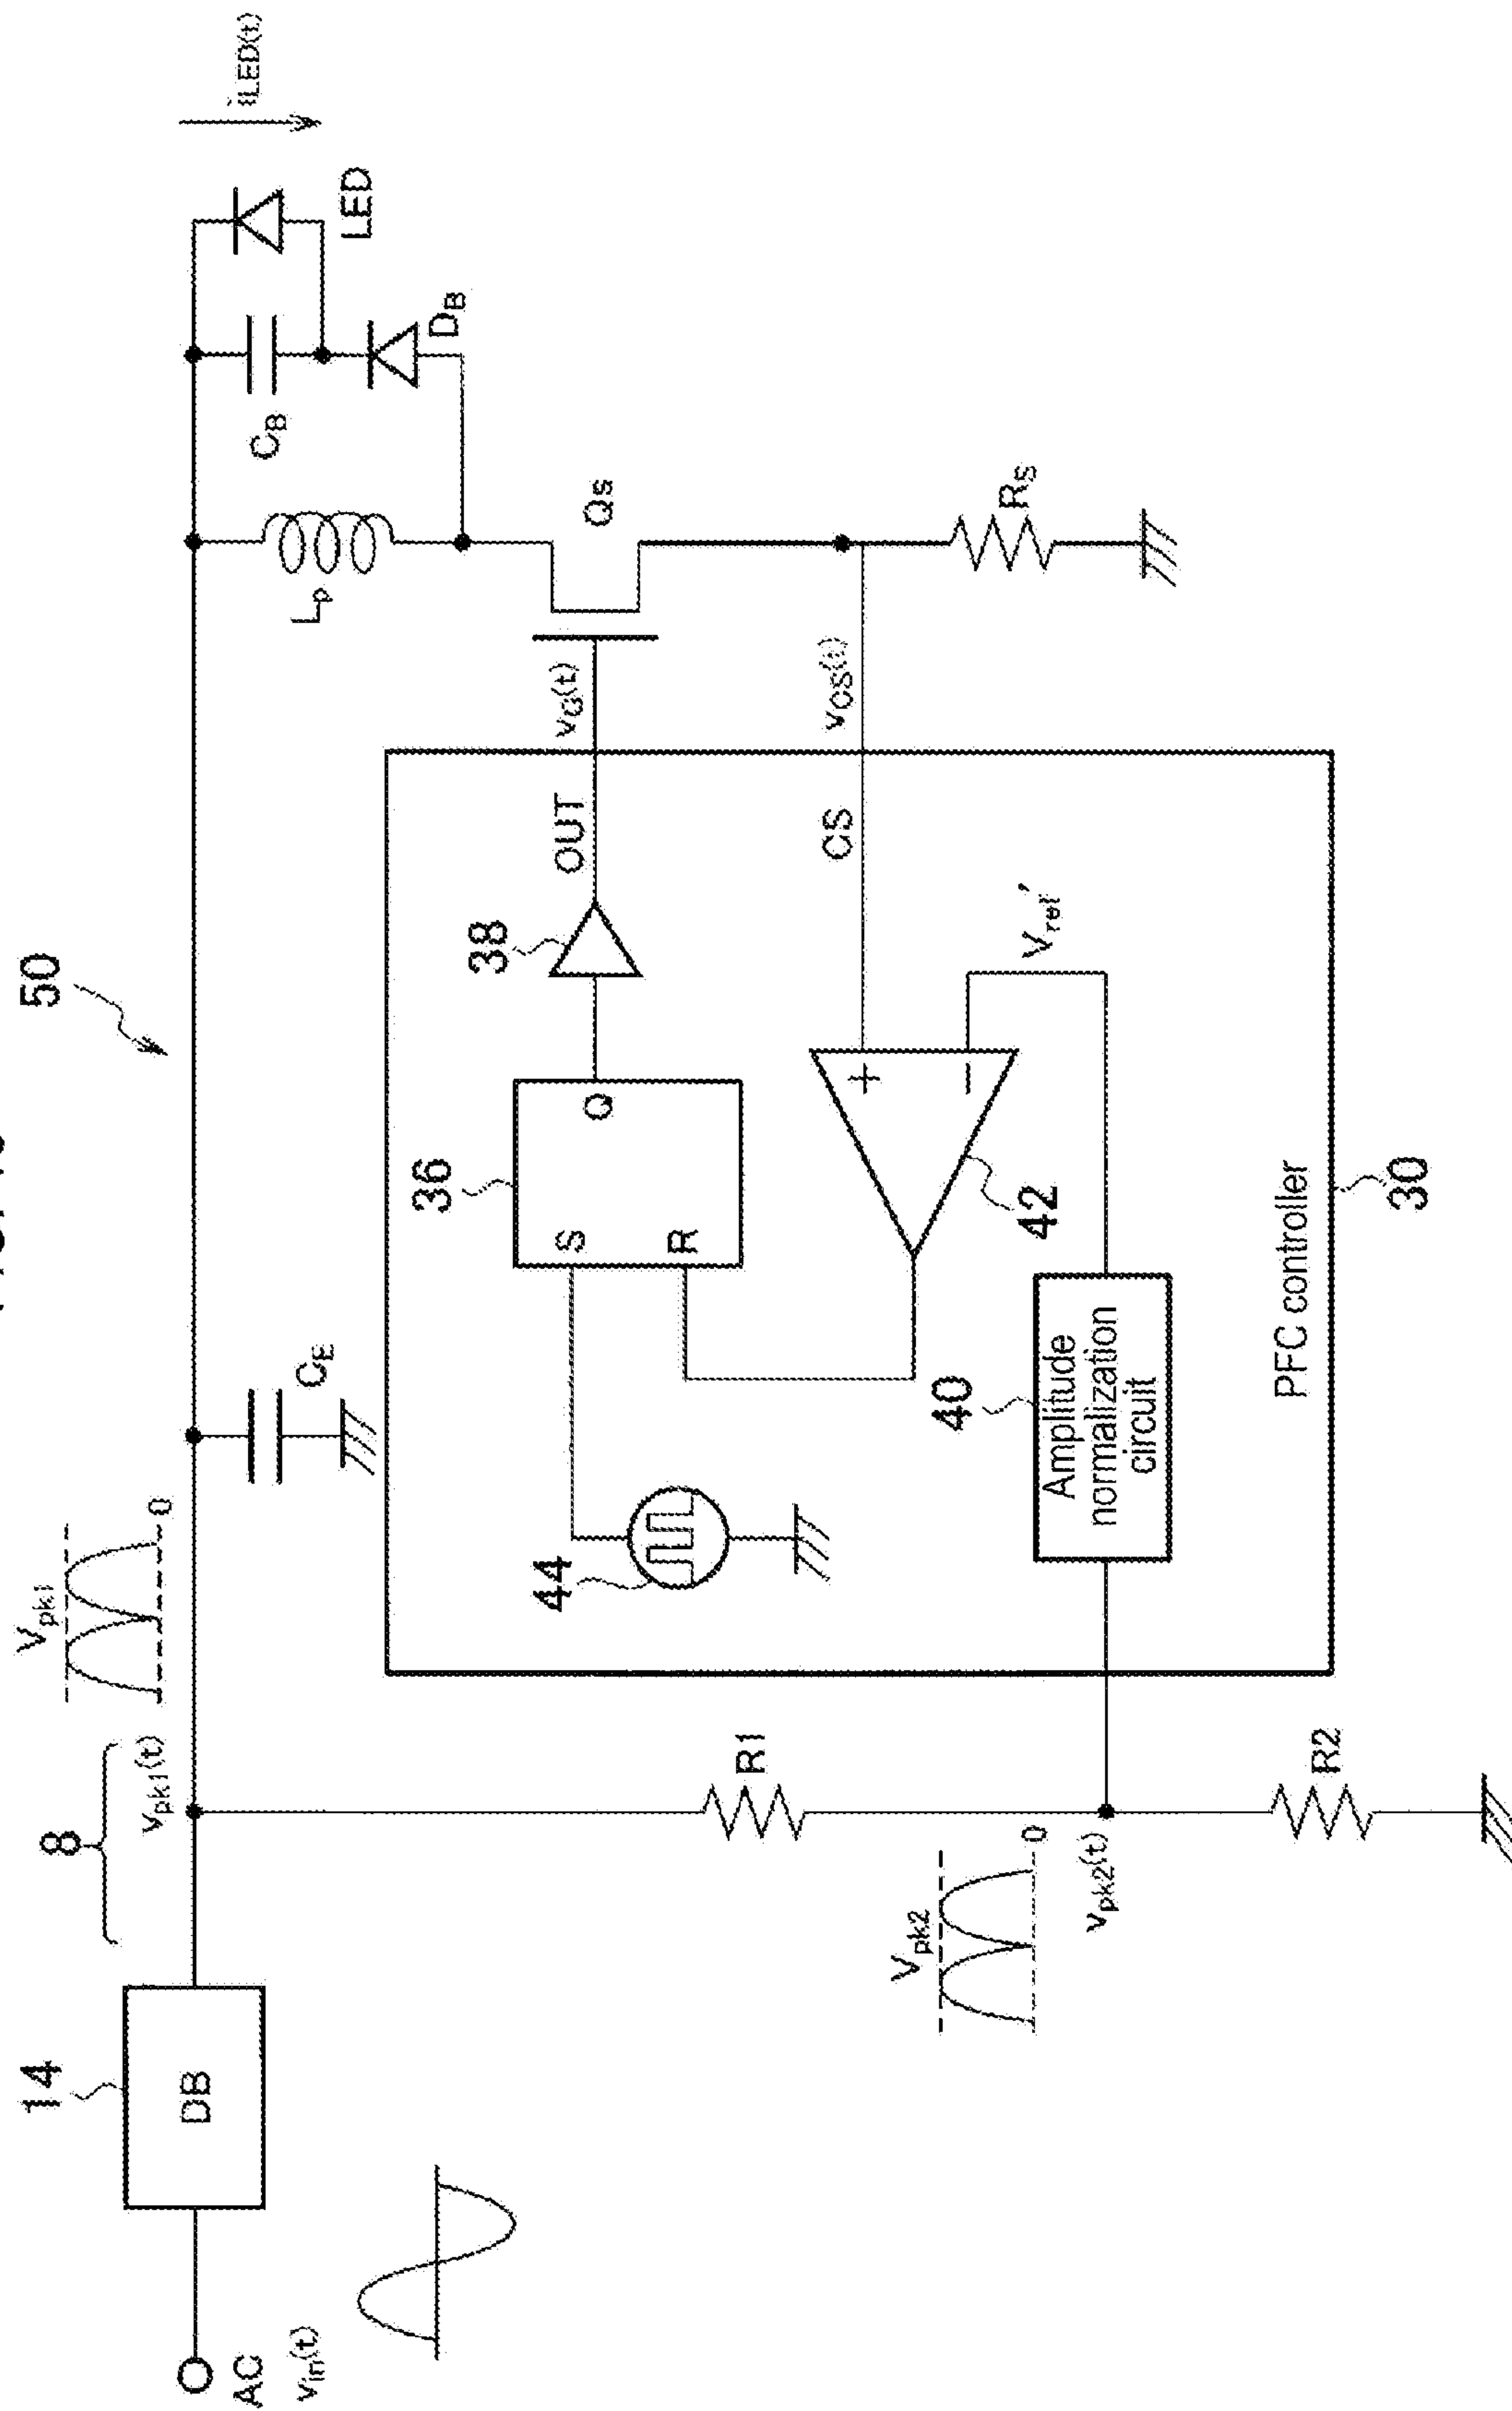 50
8
14
DB
AC
vin(t)
vpk1(t)
Vpk1
0
CE
Lp
CB
DB
LED
iLED(t)
Qs
RS
vG(t)
vCS(t)
OUT
CS
38
36
S
R
Q
44
42
Vref'
40
Amplitude
normalization
circuit
PFC controller
30
R1
R2
Vpk2
0
vpk2(t)